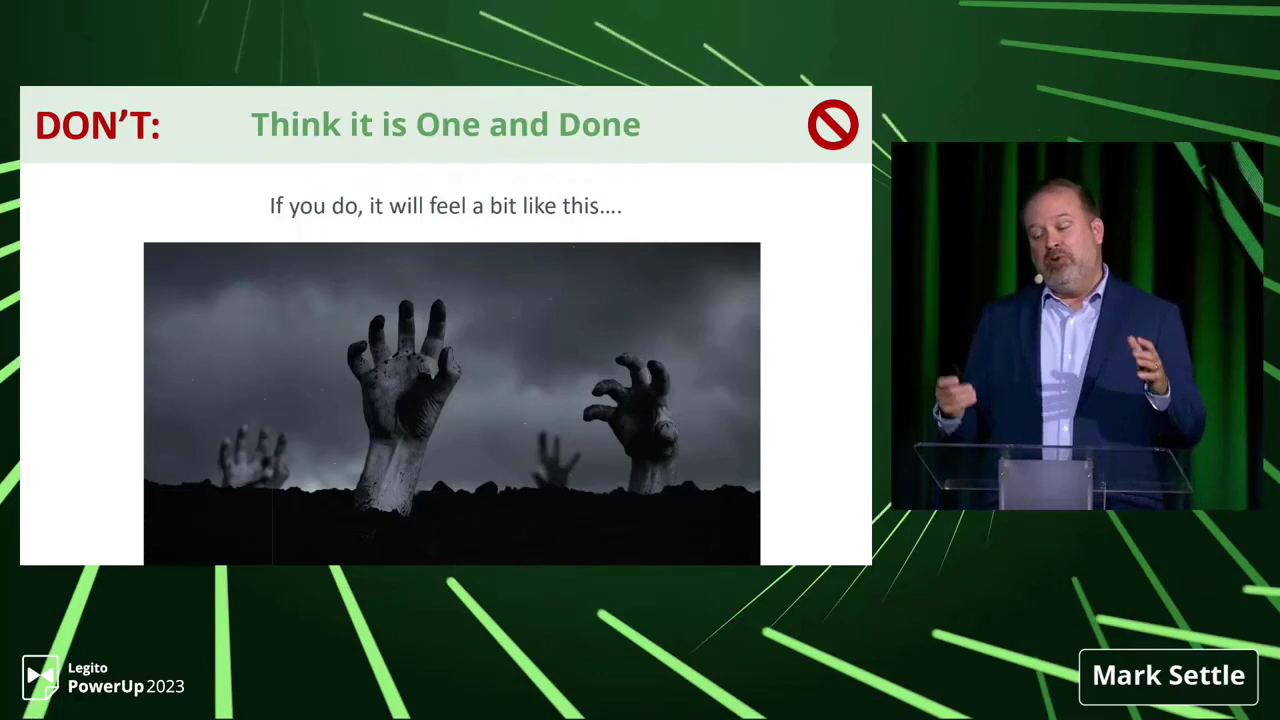 DON'T: Think it is One and Done
If you do, it will feel a bit like this....
Legito
PowerUp 2023
Mark Settle